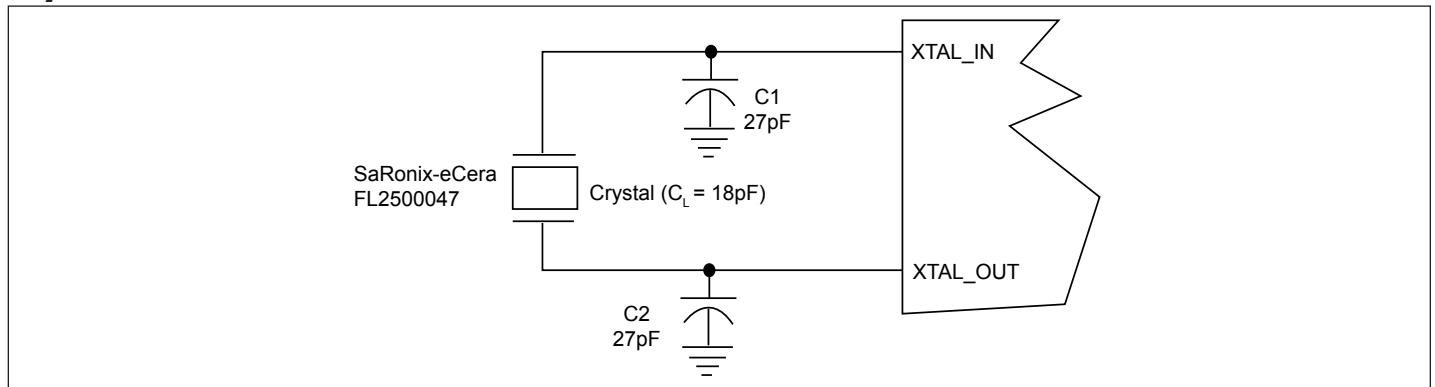 XTAL_IN
C1
27pF
SaRonix-eCera
FL2500047
Crystal (CL = 18pF)
XTAL_OUT
C2
27pF